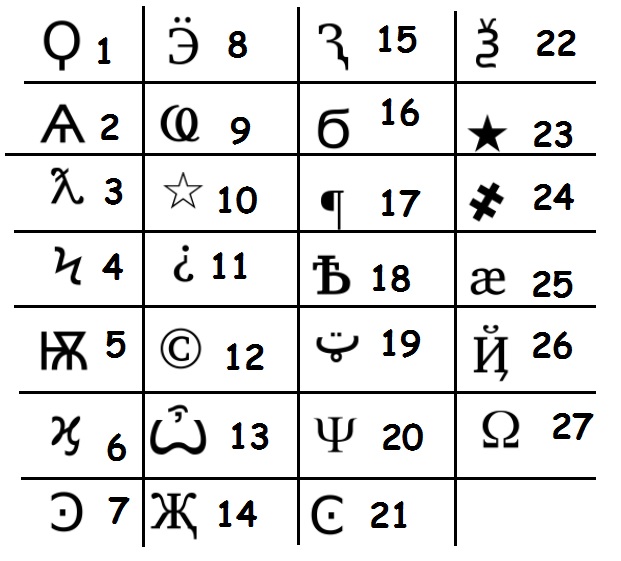 Ϙ 1 Ӭ 8 Ҙ 15 Ѯ 22
Ѧ 2 Ҩ 9 б 16 ★ 23
ƛ 3 ☆ 10 ¶ 17 ҂ 24
Ϟ 4 ¿ 11 Ѣ 18 æ 25
Ѭ 5 © 12 ټ 19 Ҋ 26
ϗ 6 Ѽ 13 Ψ 20 Ω 27
Ͽ 7 Җ 14 Ͼ 21